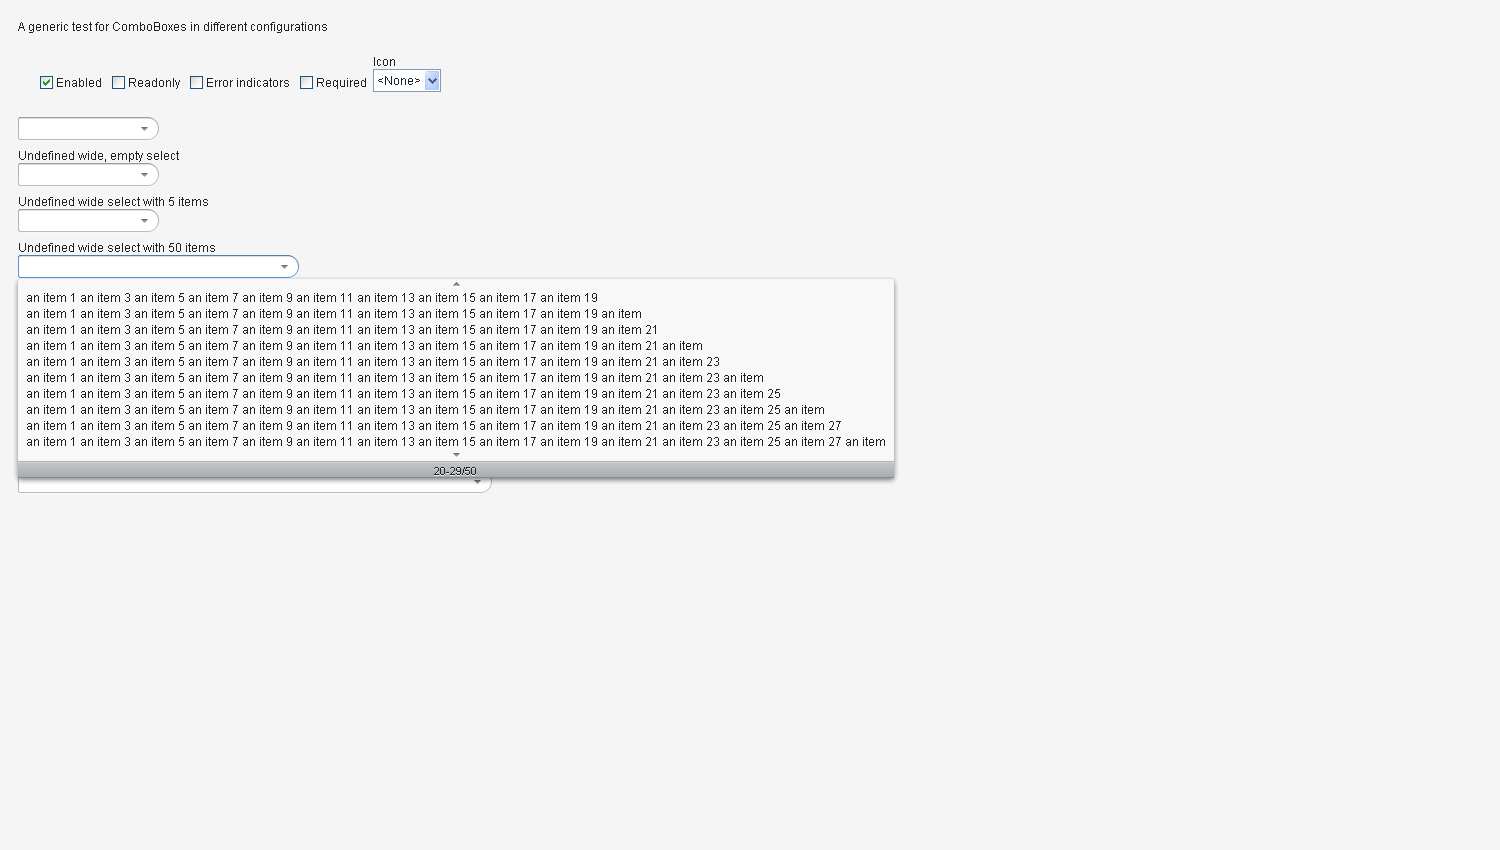 A generic test for ComboBoxes in different configurations
Icon
Enabled Readonly Error indicators Required <None>
Undefined wide, empty select
Undefined wide select with 5 items
Undefined wide select with 50 items
an item 1 an item 3 an item 5 an item 7 an item 9 an item 11 an item 13 an item 15 an item 17 an item 19
an item 1 an item 3 an item 5 an item 7 an item 9 an item 11 an item 13 an item 15 an item 17 an item 19 an item
an item 1 an item 3 an item 5 an item 7 an item 9 an item 11 an item 13 an item 15 an item 17 an item 19 an item 21
an item 1 an item 3 an item 5 an item 7 an item 9 an item 11 an item 13 an item 15 an item 17 an item 19 an item 21 an item
an item 1 an item 3 an item 5 an item 7 an item 9 an item 11 an item 13 an item 15 an item 17 an item 19 an item 21 an item 23
an item 1 an item 3 an item 5 an item 7 an item 9 an item 11 an item 13 an item 15 an item 17 an item 19 an item 21 an item 23 an item
an item 1 an item 3 an item 5 an item 7 an item 9 an item 11 an item 13 an item 15 an item 17 an item 19 an item 21 an item 23 an item 25
an item 1 an item 3 an item 5 an item 7 an item 9 an item 11 an item 13 an item 15 an item 17 an item 19 an item 21 an item 23 an item 25 an item
an item 1 an item 3 an item 5 an item 7 an item 9 an item 11 an item 13 an item 15 an item 17 an item 19 an item 21 an item 23 an item 25 an item 27
an item 1 an item 3 an item 5 an item 7 an item 9 an item 11 an item 13 an item 15 an item 17 an item 19 an item 21 an item 23 an item 25 an item 27 an item
20-29/50